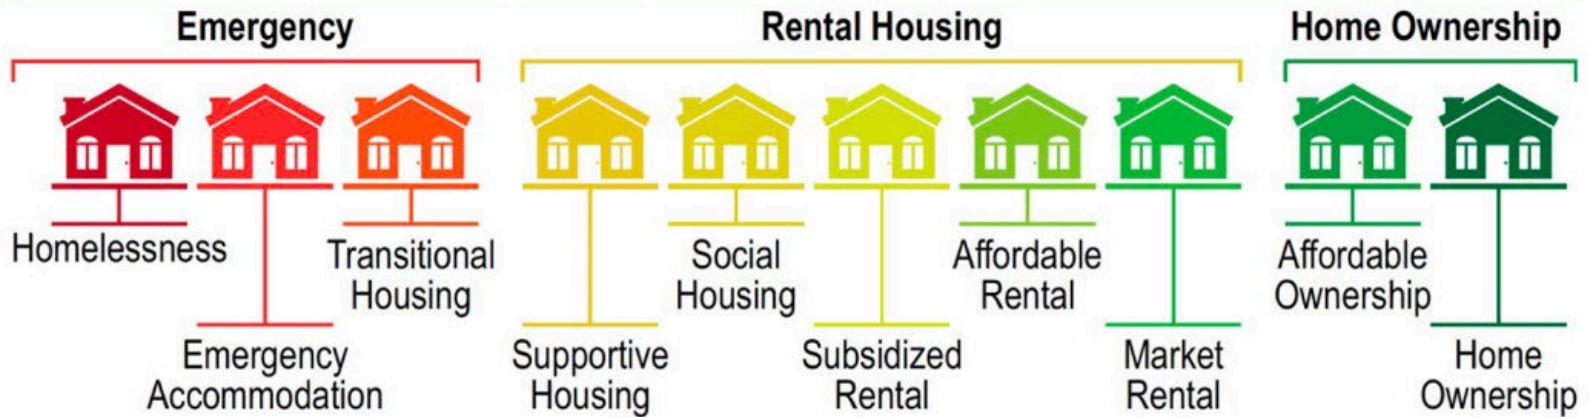 Emergency
Rental Housing
Home Ownership
Homelessness
Emergency
Accommodation
Transitional
Housing
Supportive
Housing
Social
Housing
Subsidized
Rental
Affordable
Rental
Market
Rental
Affordable
Ownership
Home
Ownership